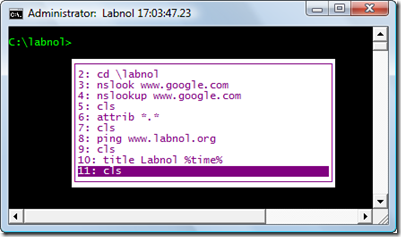 Administrator: Labnol 17:03:47.23
C:\labnol>
2: cd \labnol
3: nslook www.google.com
4: nslookup www.google.com
5: cls
6: attrib *.*
7: cls
8: ping www.labnol.org
9: cls
10: title Labnol %time%
11: cls